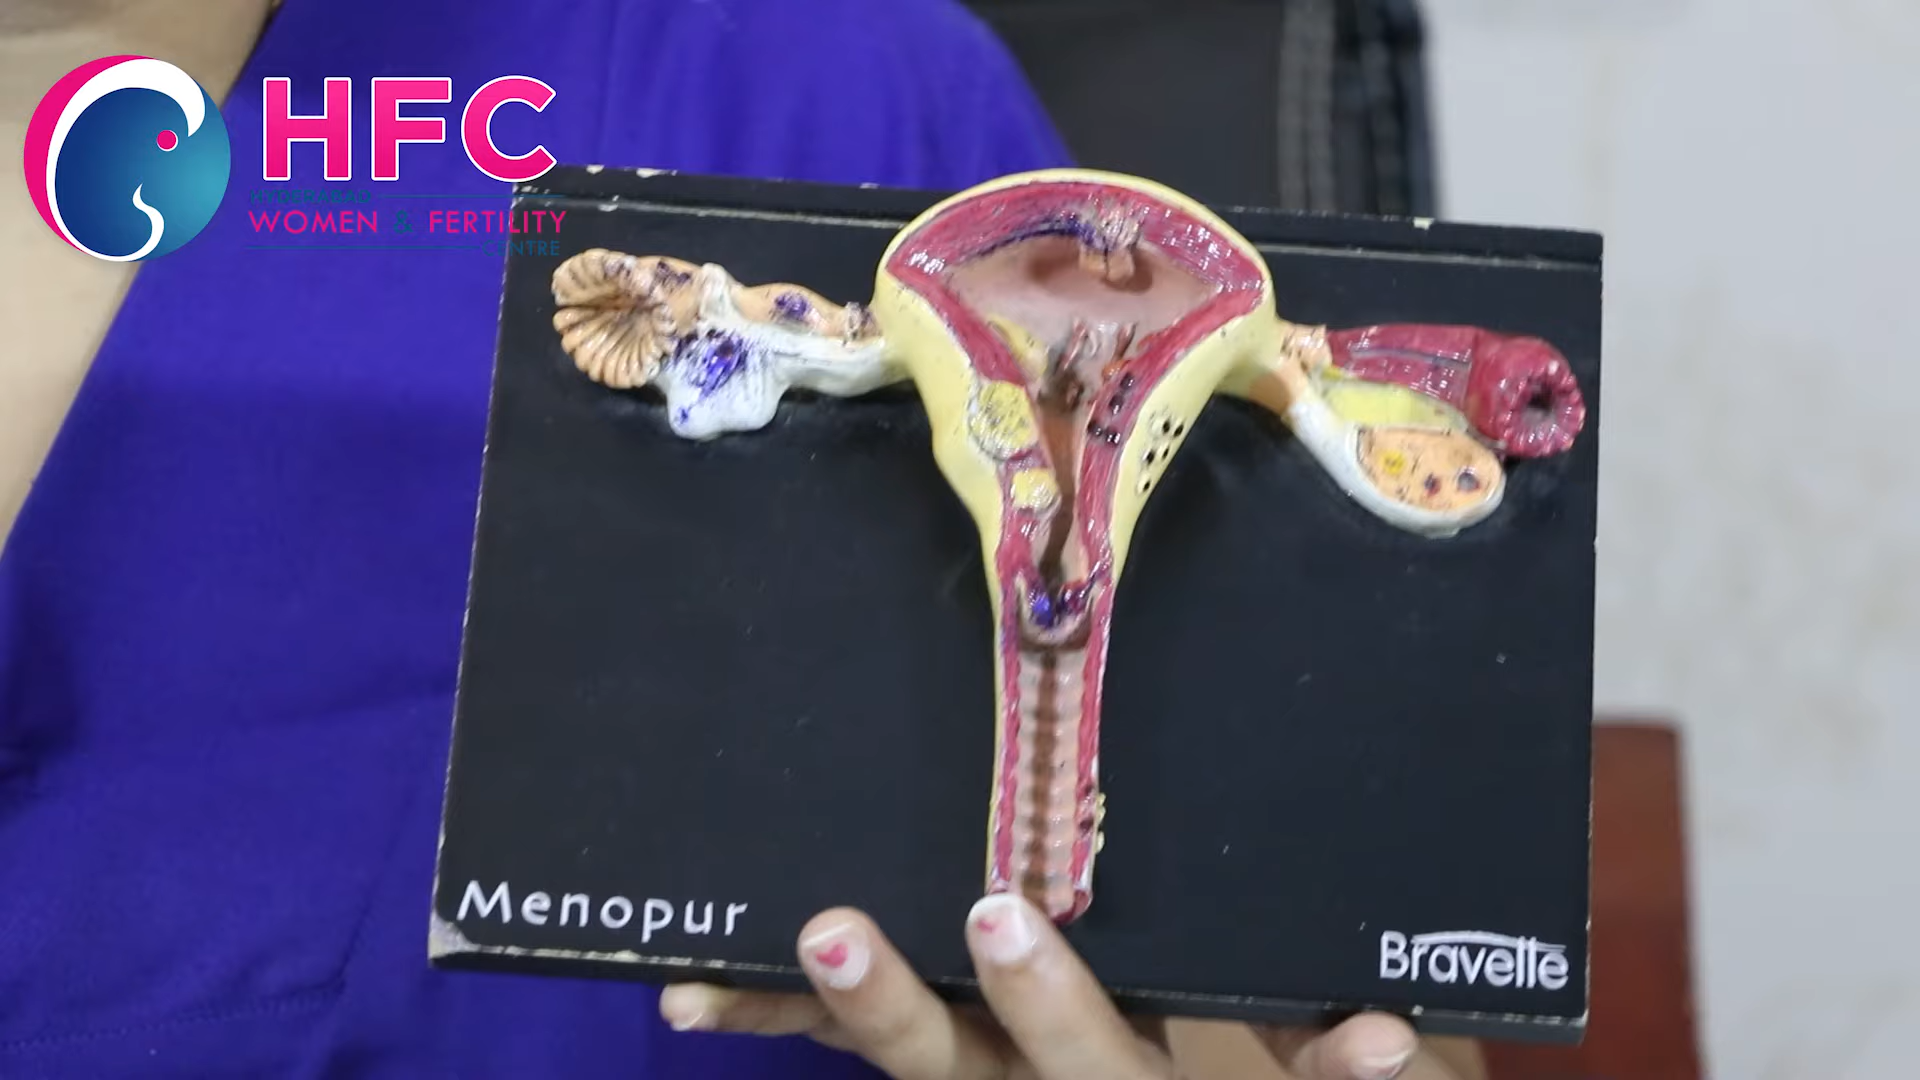 HFC
HYDERABAD
WOMEN & FERTILITY
CENTRE
Menopur
Bravelle